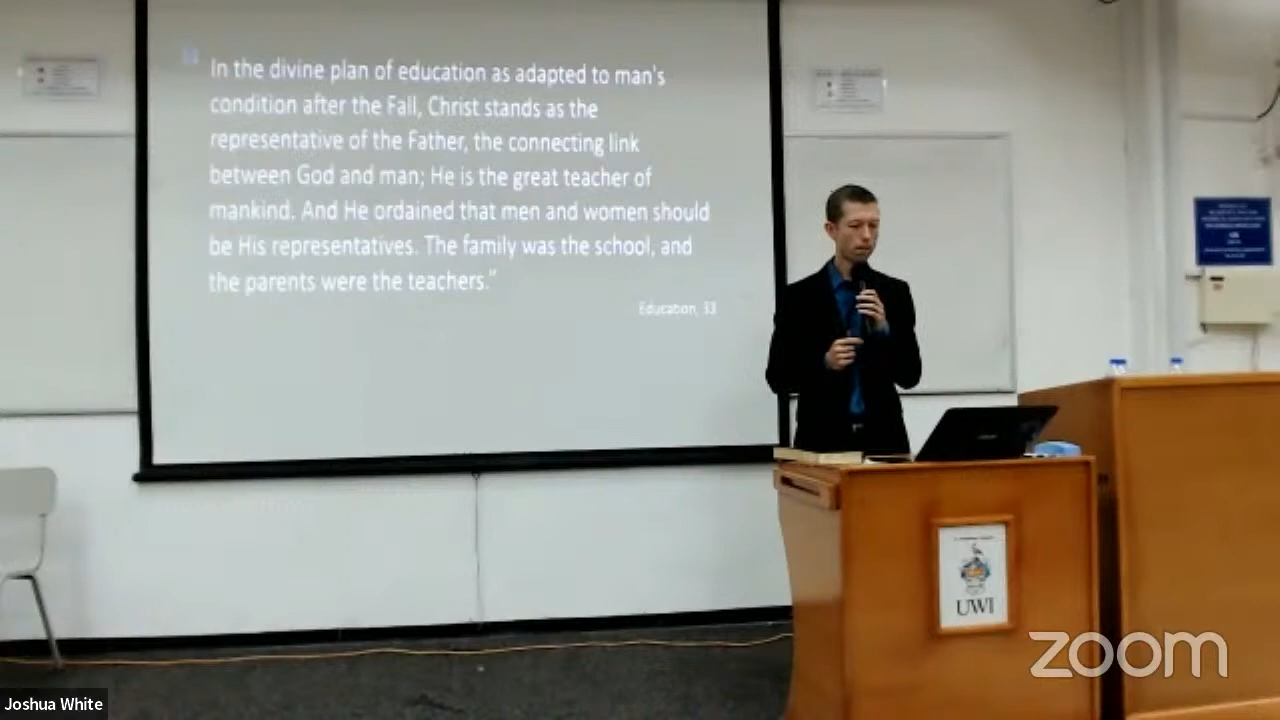 In the divine plan of education as adapted to man's
condition after the Fall, Christ stands as the
representative of the Father, the connecting link
between God and man; He is the great teacher of
mankind. And He ordained that men and women should
be His representatives. The family was the school, and
the parents were the teachers."
Education, 33
UWI
zoom
Joshua White